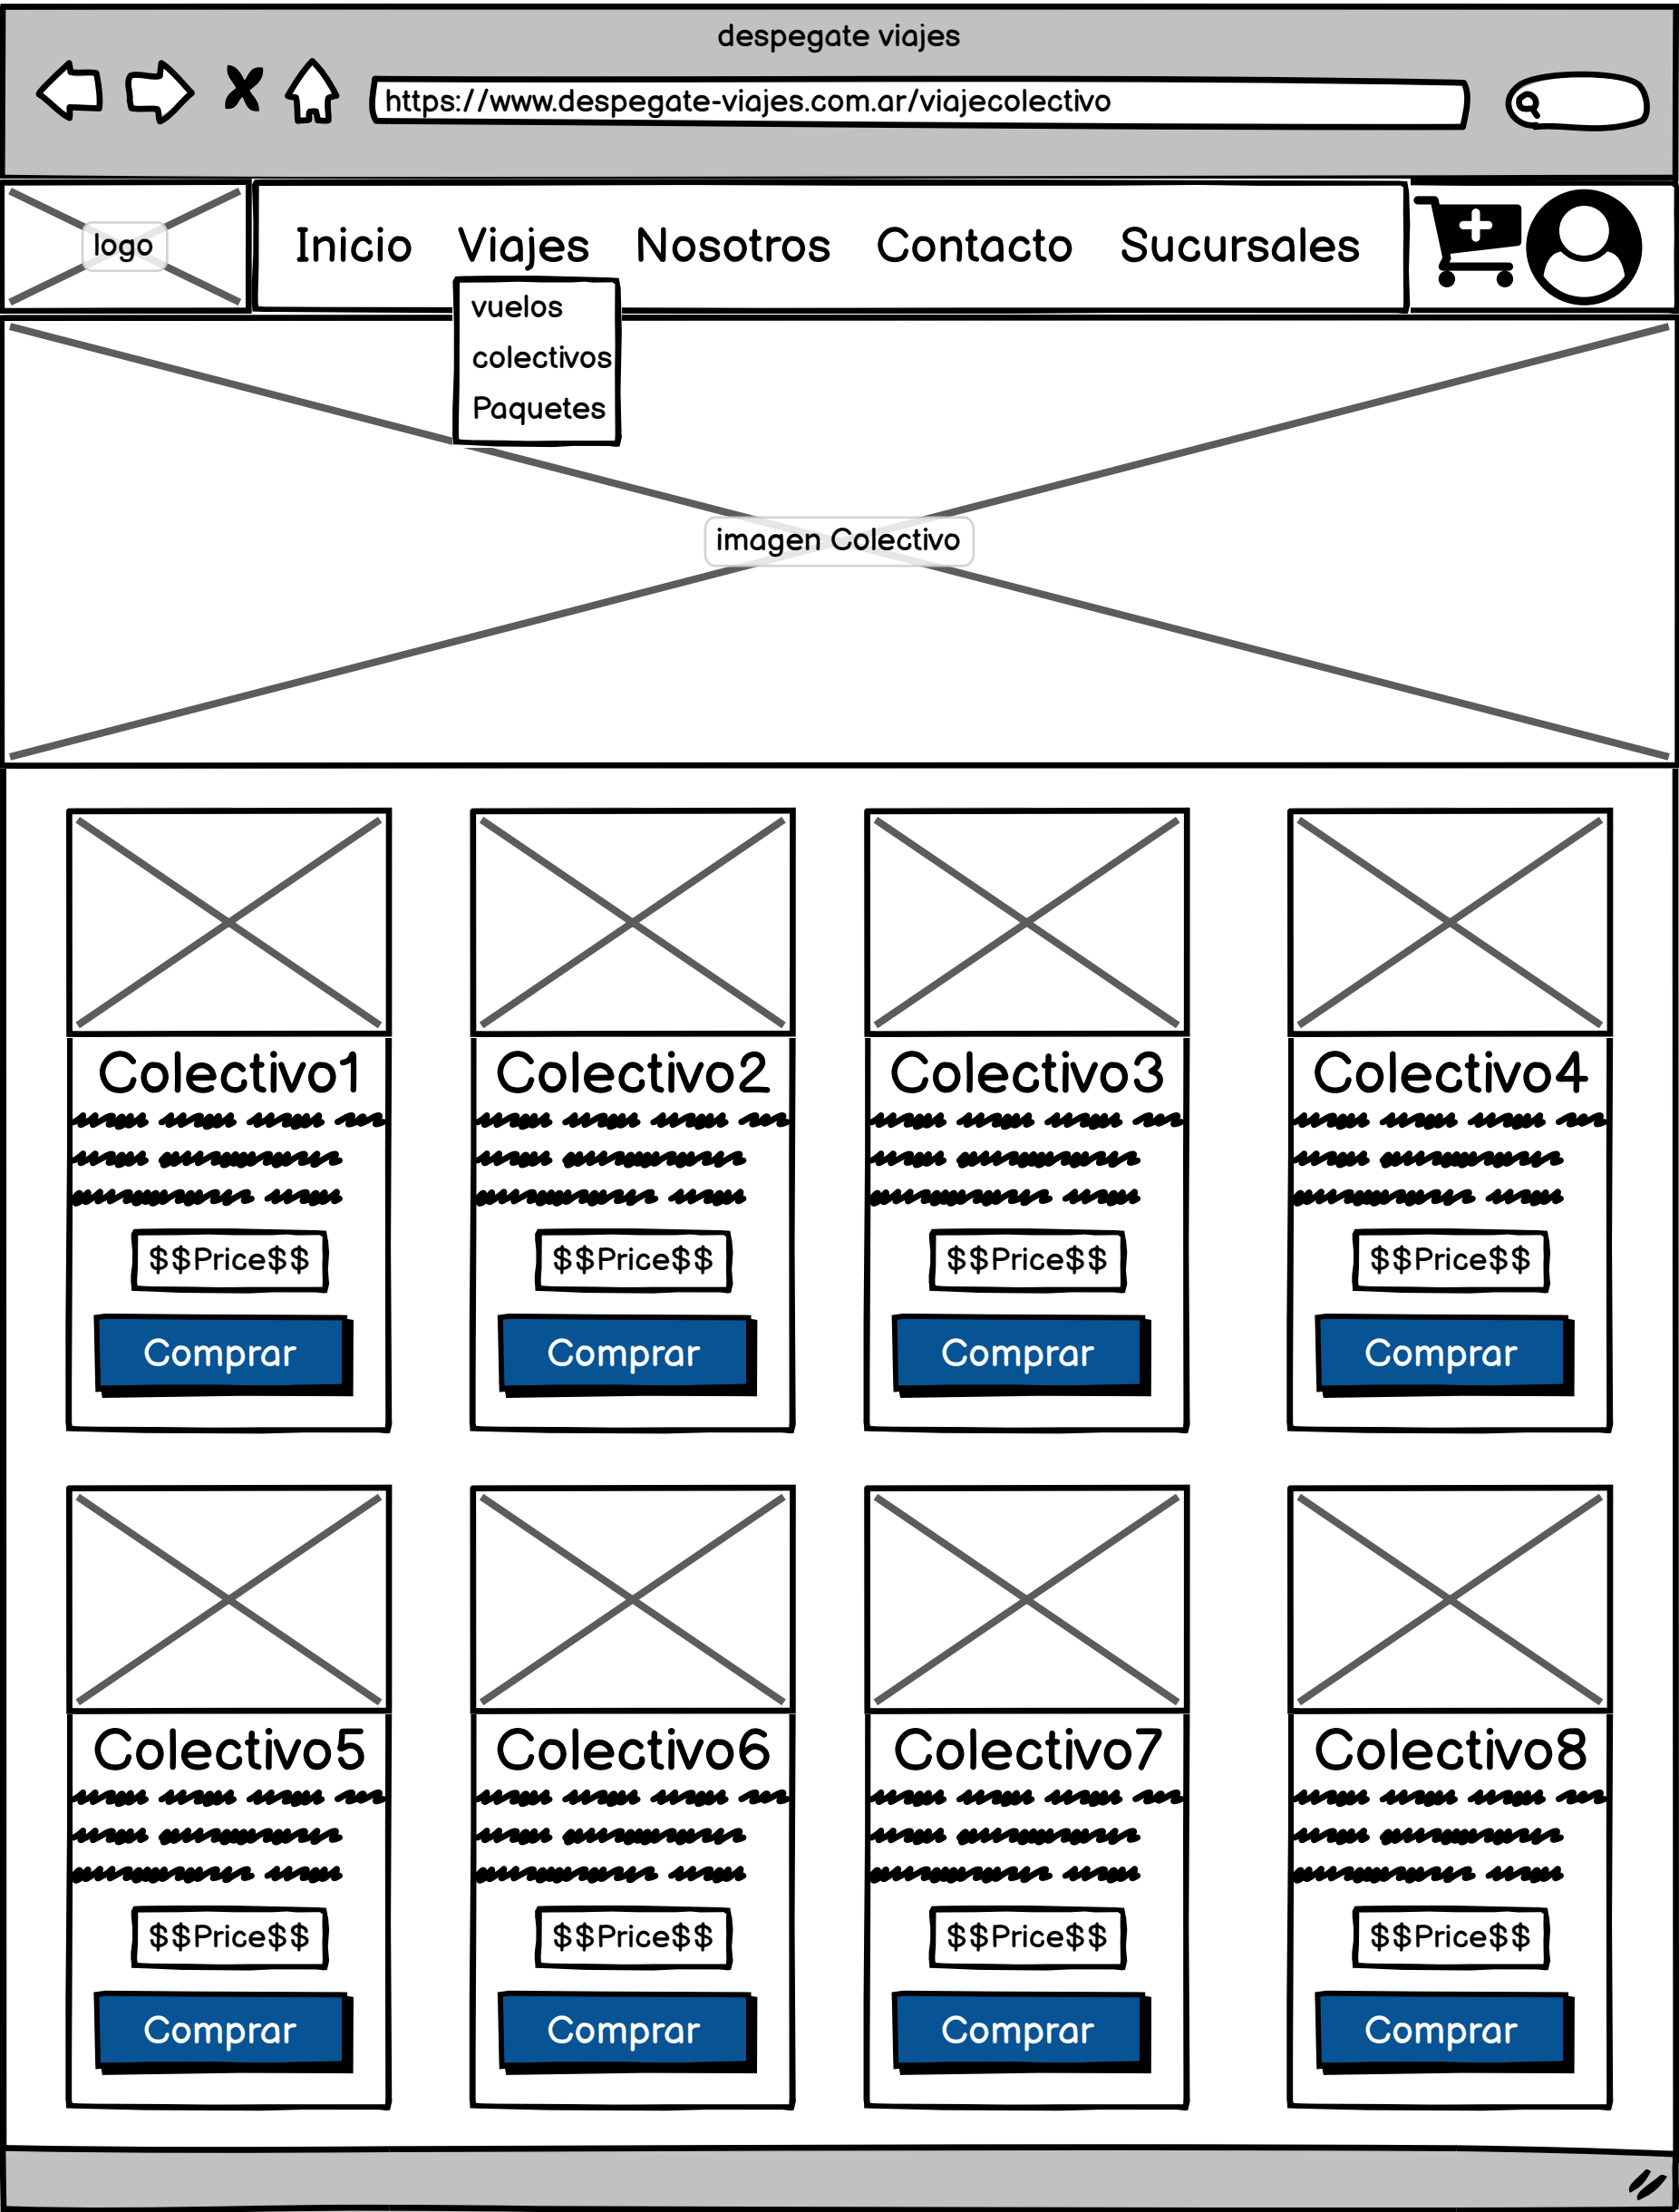 despegate viajes
https://www.despegate-viajes.com.ar/viajecolectivo
logo
Inicio Viajes Nosotros Contacto Sucursales
vuelos
colectivos
Paquetes
imagen Colectivo
Colectivo1 Colectivo2 Colectivo3 Colectivo4
$$Price$$ $$Price$$ $$Price$$ $$Price$$
Comprar Comprar Comprar Comprar
Colectivo5 Colectivo6 Colectivo7 Colectivo8
$$Price$$ $$Price$$ $$Price$$ $$Price$$
Comprar Comprar Comprar Comprar